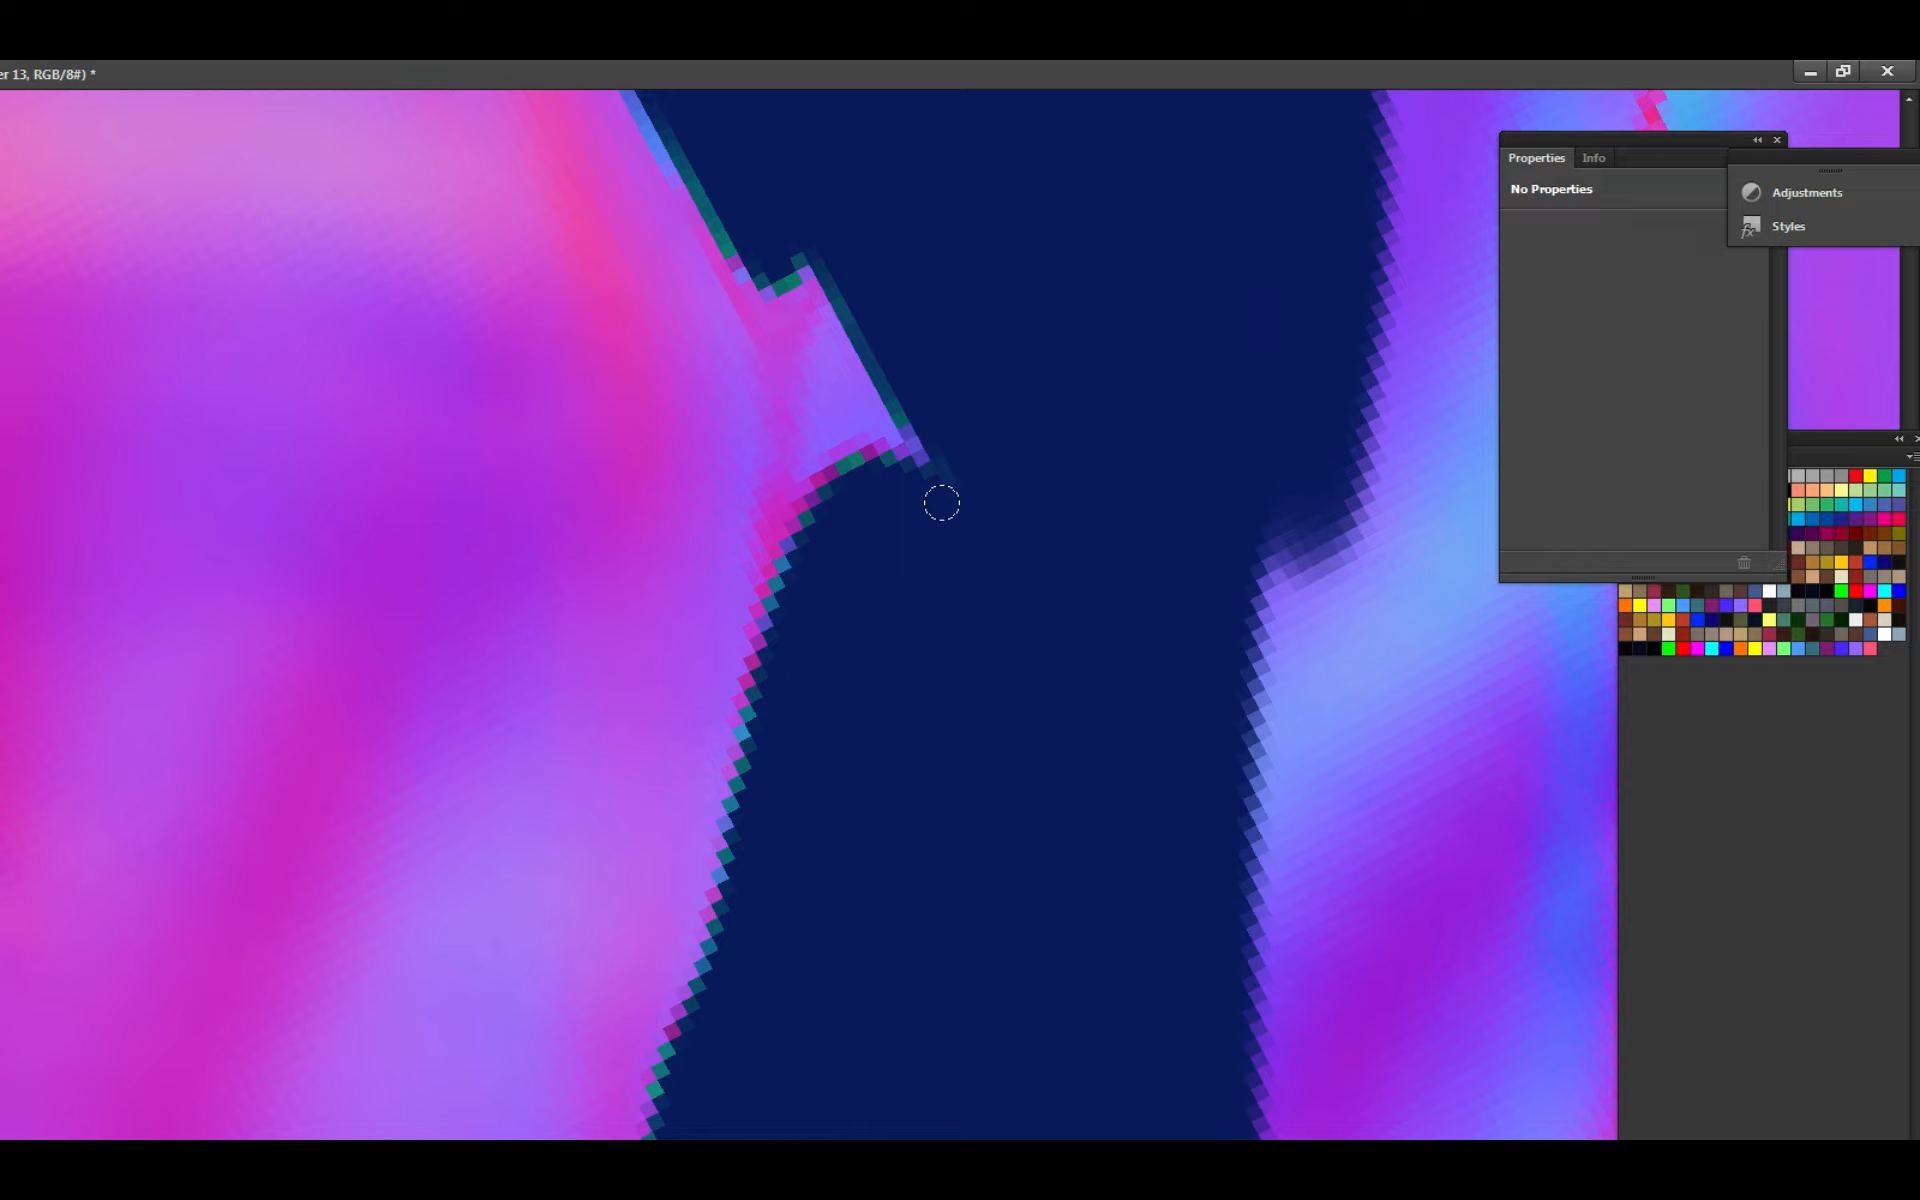 er 13, RGB/8#) *
Properties
Info
No Properties
Adjustments
Styles